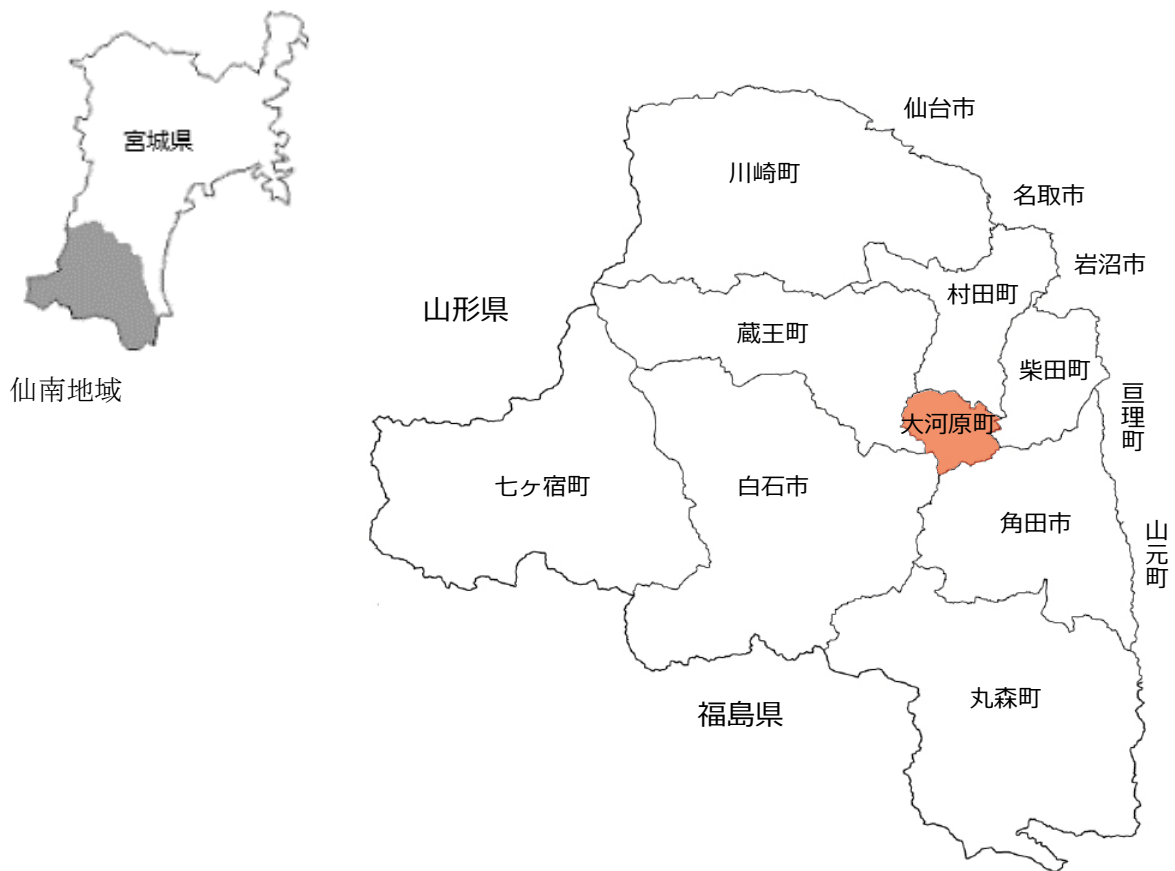 宮城県
仙南地域
仙台市
川崎町
名取市
岩沼市
村田町
山形県
蔵王町
柴田町
亘理町
大河原町
七ヶ宿町
白石市
角田市
山元町
丸森町
福島県